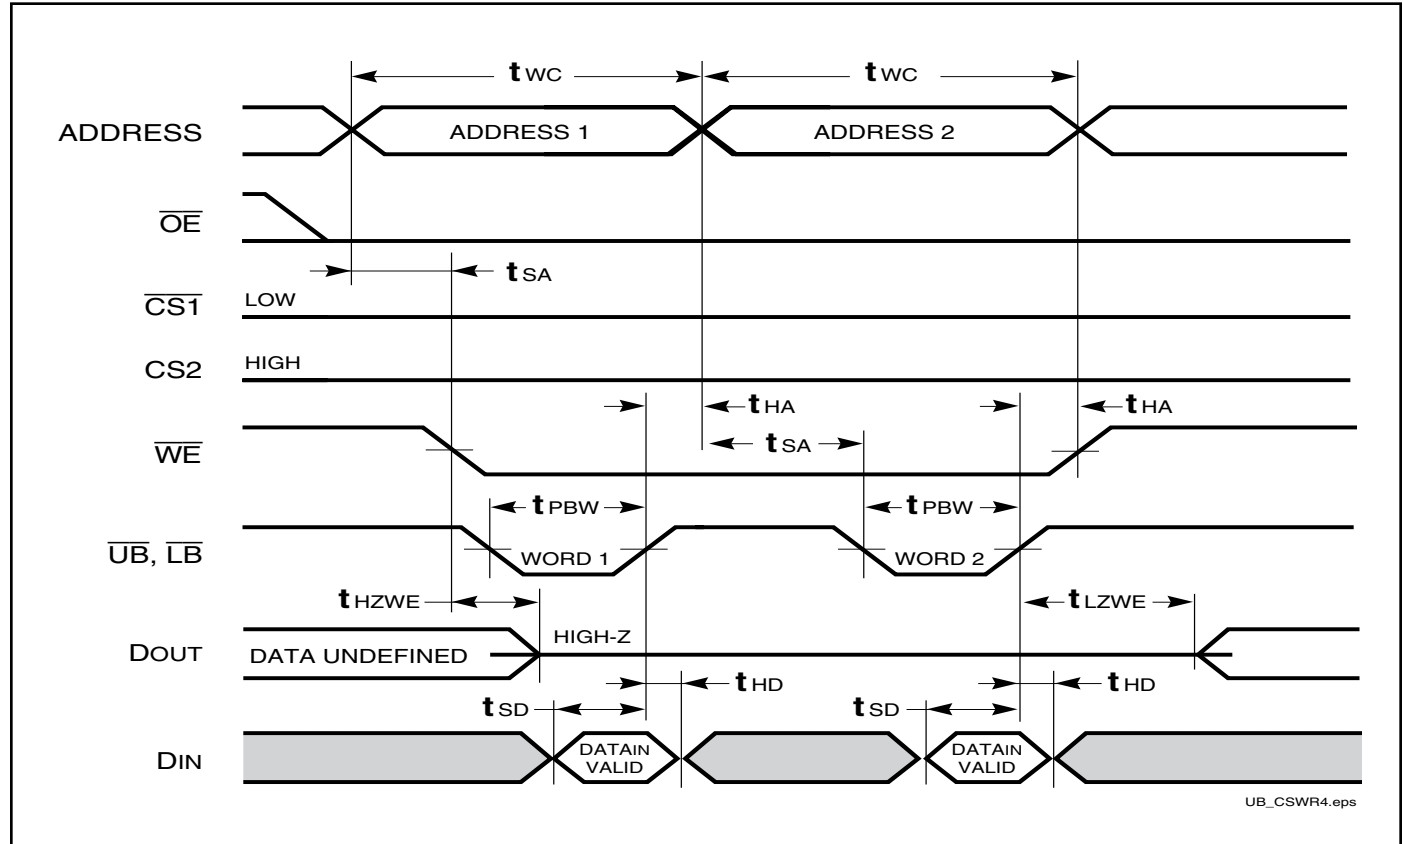 tWC tWC
ADDRESS ADDRESS 1 ADDRESS 2
OE
tSA
CS1 LOW
CS2 HIGH
tHA tHA
WE tSA
tPBW tPBW
UB, LB WORD 1 WORD 2
tHZWE tLZWE
DOUT DATA UNDEFINED HIGH-Z
tHD tHD
tSD tSD
DIN DATAIN VALID DATAIN VALID
UB_CSWR4.eps